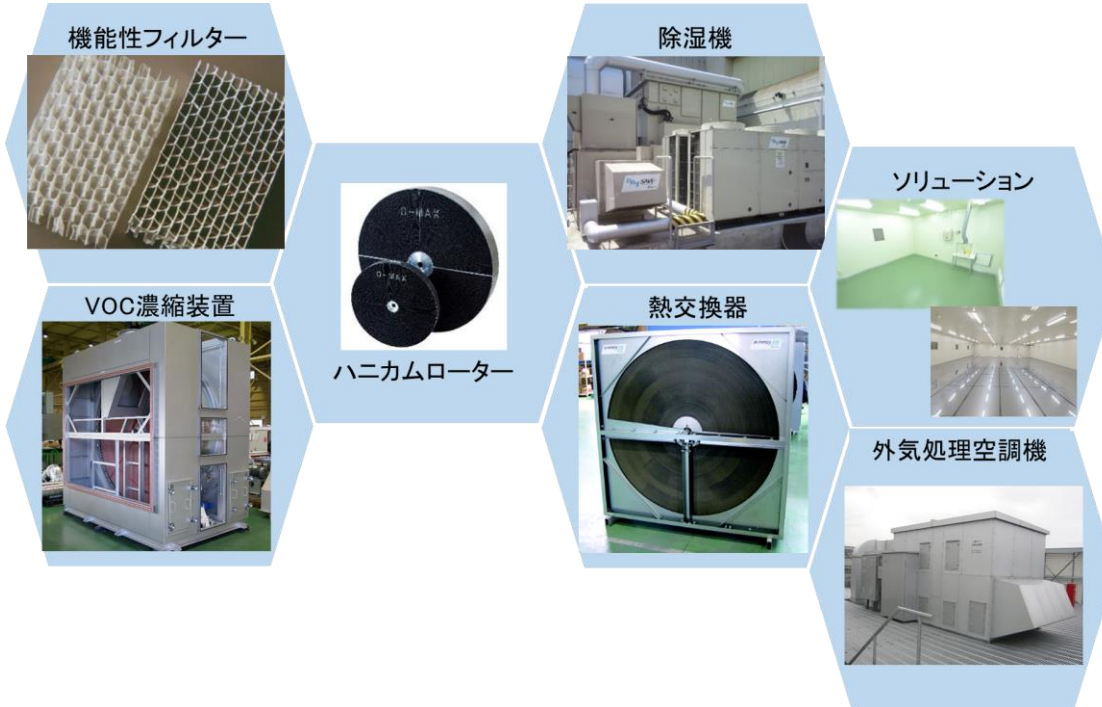 機能性フィルター
除湿機
ソリューション
Ω-MAX
Ω-MAX
VOC濃縮装置
熱交換器
ハニカムローター
外気処理空調機